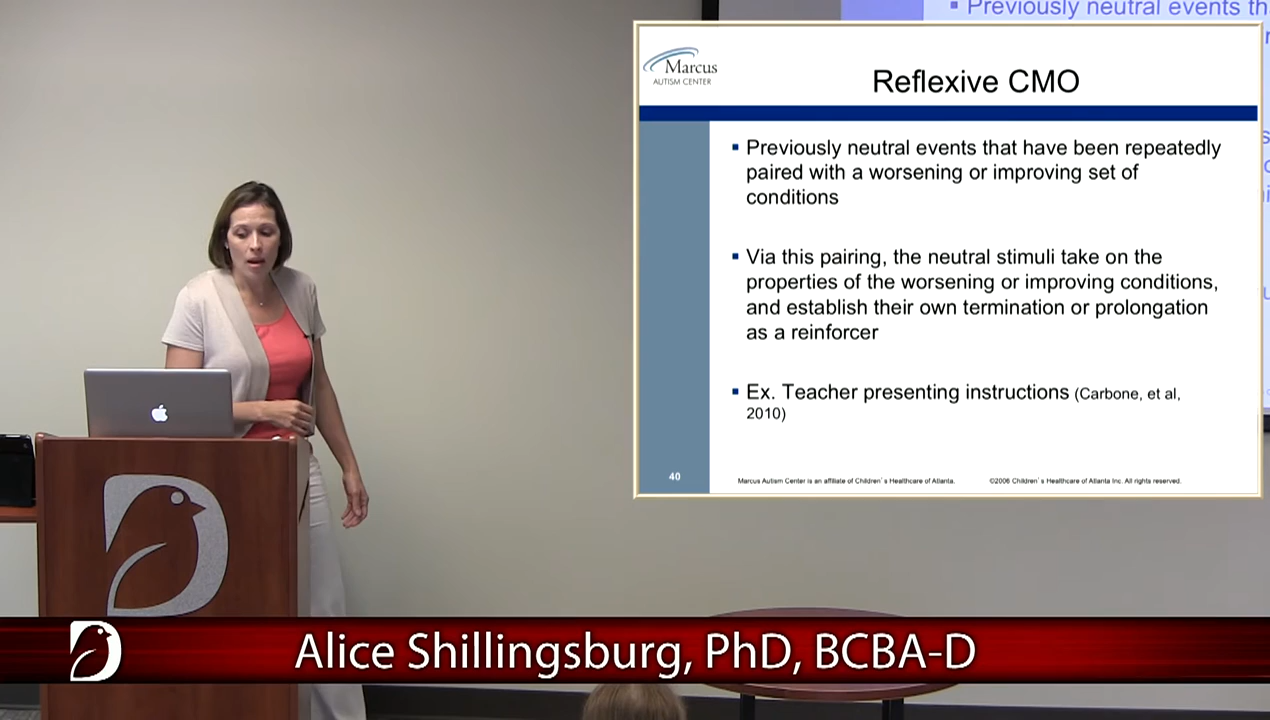 Previously neutral events th
Marcus
AUTISM CENTER
Reflexive CMO
Previously neutral events that have been repeatedly
paired with a worsening or improving set of
conditions
Via this pairing, the neutral stimuli take on the
properties of the worsening or improving conditions,
and establish their own termination or prolongation
as a reinforcer
Ex. Teacher presenting instructions (Carbone, et al,
2010)
40
Marcus Autism Center is an affiliate of Children`s Healthcare of Atlanta.
©2006 Children`s Healthcare of Atlanta Inc. All rights reserved.
Alice Shillingsburg, PhD, BCBA-D